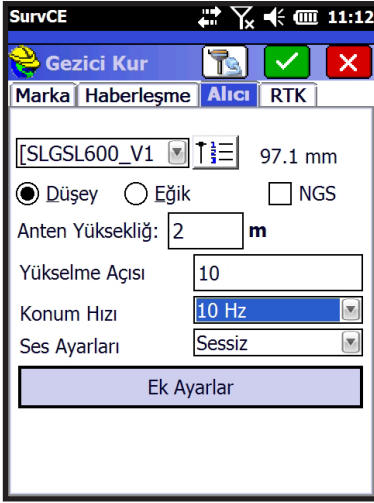 SurvCE 11:12
Gezici Kur
Marka Haberleşme Alıcı RTK
[SLGSL600_V1 97.1 mm
Düşey Eğik NGS
Anten Yüksekliğ: 2 m
Yükselme Açısı 10
Konum Hızı 10 Hz
Ses Ayarları Sessiz
Ek Ayarlar